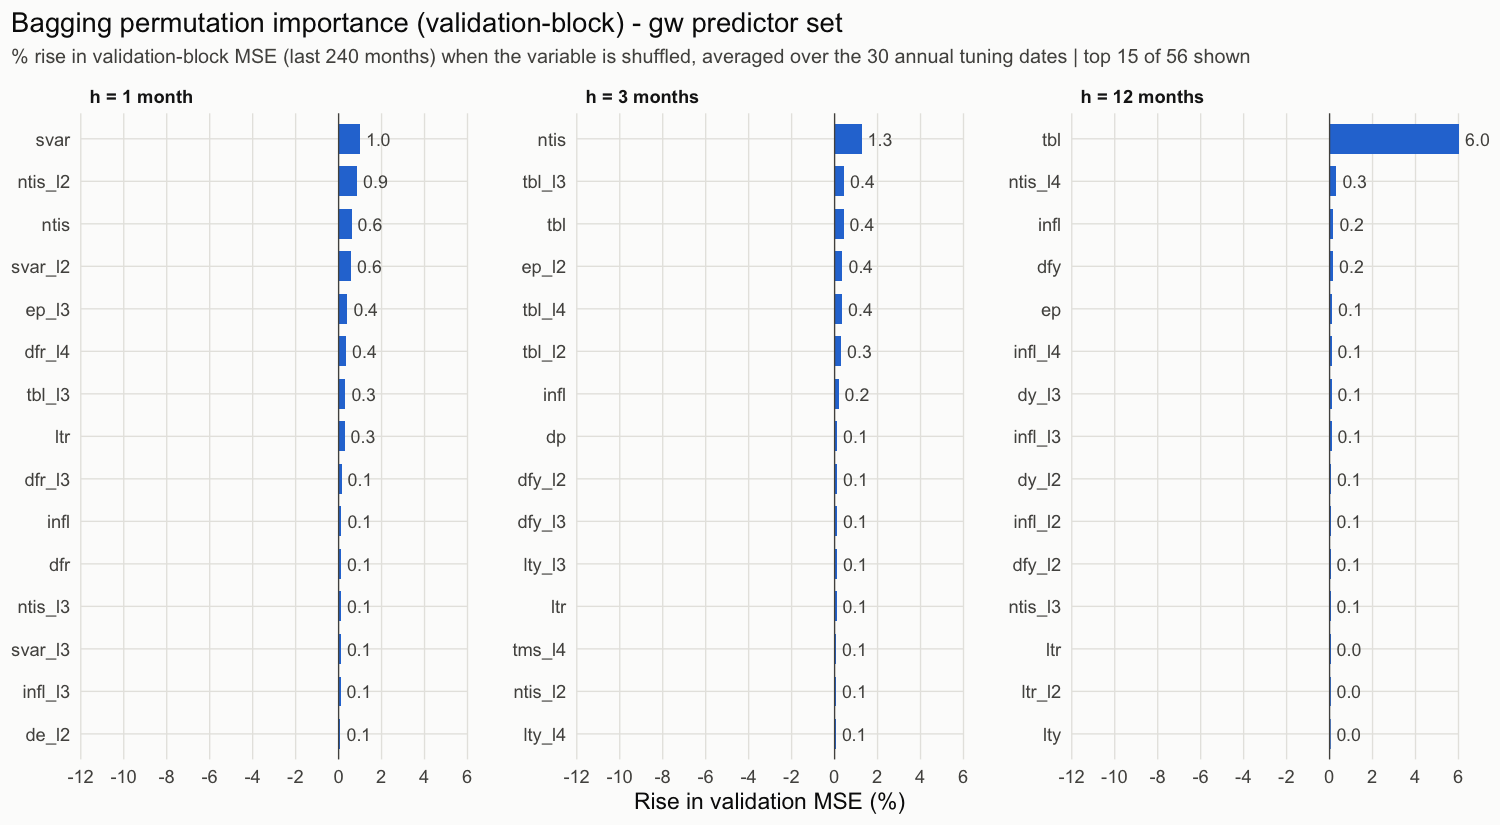 Bagging permutation importance (validation-block) - gw predictor set
% rise in validation-block MSE (last 240 months) when the variable is shuffled, averaged over the 30 annual tuning dates | top 15 of 56 shown
h = 1 month
svar 1.0
ntis_l2 0.9
ntis 0.6
svar_l2 0.6
ep_l3 0.4
dfr_l4 0.4
tbl_l3 0.3
ltr 0.3
dfr_l3 0.1
infl 0.1
dfr 0.1
ntis_l3 0.1
svar_l3 0.1
infl_l3 0.1
de_l2 0.1
-12 -10 -8 -6 -4 -2 0 2 4 6
h = 3 months
ntis 1.3
tbl_l3 0.4
tbl 0.4
ep_l2 0.4
tbl_l4 0.4
tbl_l2 0.3
infl 0.2
dp 0.1
dfy_l2 0.1
dfy_l3 0.1
lty_l3 0.1
ltr 0.1
tms_l4 0.1
ntis_l2 0.1
lty_l4 0.1
-12 -10 -8 -6 -4 -2 0 2 4 6
h = 12 months
tbl 6.0
ntis_l4 0.3
infl 0.2
dfy 0.2
ep 0.1
infl_l4 0.1
dy_l3 0.1
infl_l3 0.1
dy_l2 0.1
infl_l2 0.1
dfy_l2 0.1
ntis_l3 0.1
ltr 0.0
ltr_l2 0.0
lty 0.0
-12 -10 -8 -6 -4 -2 0 2 4 6
Rise in validation MSE (%)